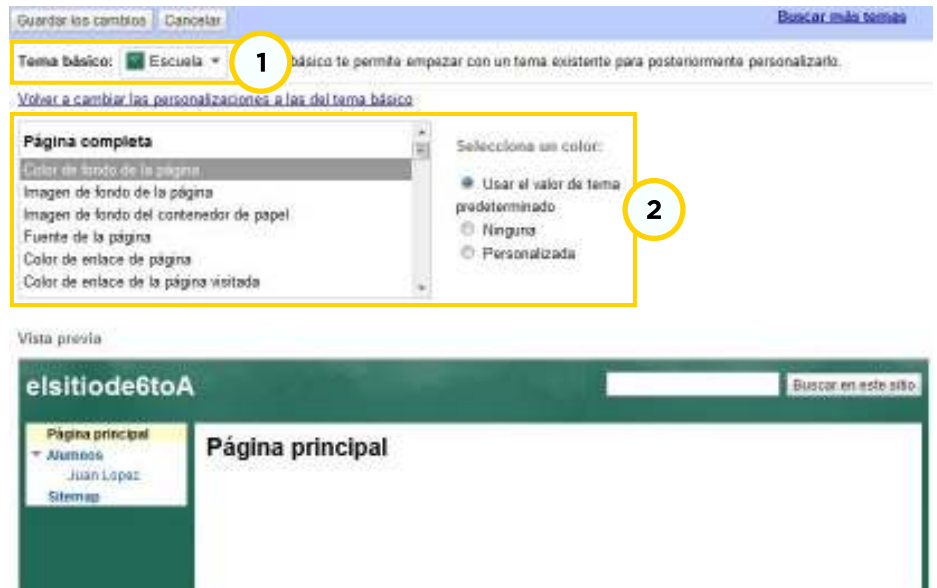 Guardar los cambios Cancelar Buscar más temas
Tema básico: Escuela 1 básico te permite empezar con un tema existente para posteriormente personalizarlo.
Volver a cambiar las personalizaciones a las del tema básico
Página completa
Color de fondo de la página
Imagen de fondo de la página
Imagen de fondo del contenedor de papel
Fuente de la página
Color de enlace de página
Color de enlace de la página visitada
Selecciona un color:
Usar el valor de tema
predeterminado
Ninguna
Personalizada
2
Vista previa
elsitiode6toA Buscar en este sitio
Página principal
Alumnos
Juan Lopez
Sitemap
Página principal